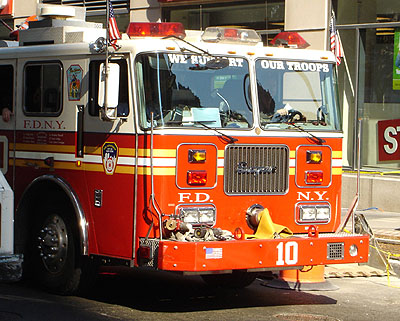 WE SUPPORT OUR TROOPS
F.D.N.Y.
Seagrave
F.D. N.Y.
10
ST